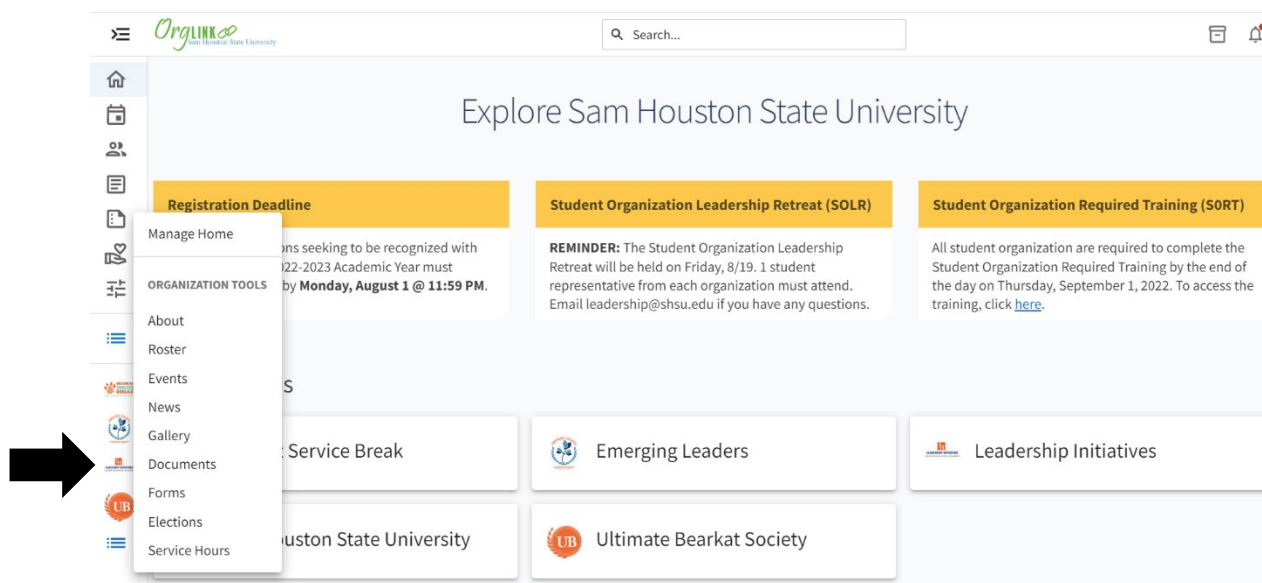 OrgLINK
Sam Houston State University
Search...
Explore Sam Houston State University
Registration Deadline
ons seeking to be recognized with
022-2023 Academic Year must
by Monday, August 1 @ 11:59 PM.
Student Organization Leadership Retreat (SOLR)
REMINDER: The Student Organization Leadership
Retreat will be held on Friday, 8/19. 1 student
representative from each organization must attend.
Email leadership@shsu.edu if you have any questions.
Student Organization Required Training (S0RT)
All student organization are required to complete the
Student Organization Required Training by the end of
the day on Thursday, September 1, 2022. To access the
training, click here.
Manage Home
ORGANIZATION TOOLS
About
Roster
Events
News
Gallery
Documents
Forms
Elections
Service Hours
s
t Service Break
Emerging Leaders
Leadership Initiatives
ouston State University
UB
Ultimate Bearkat Society
UB